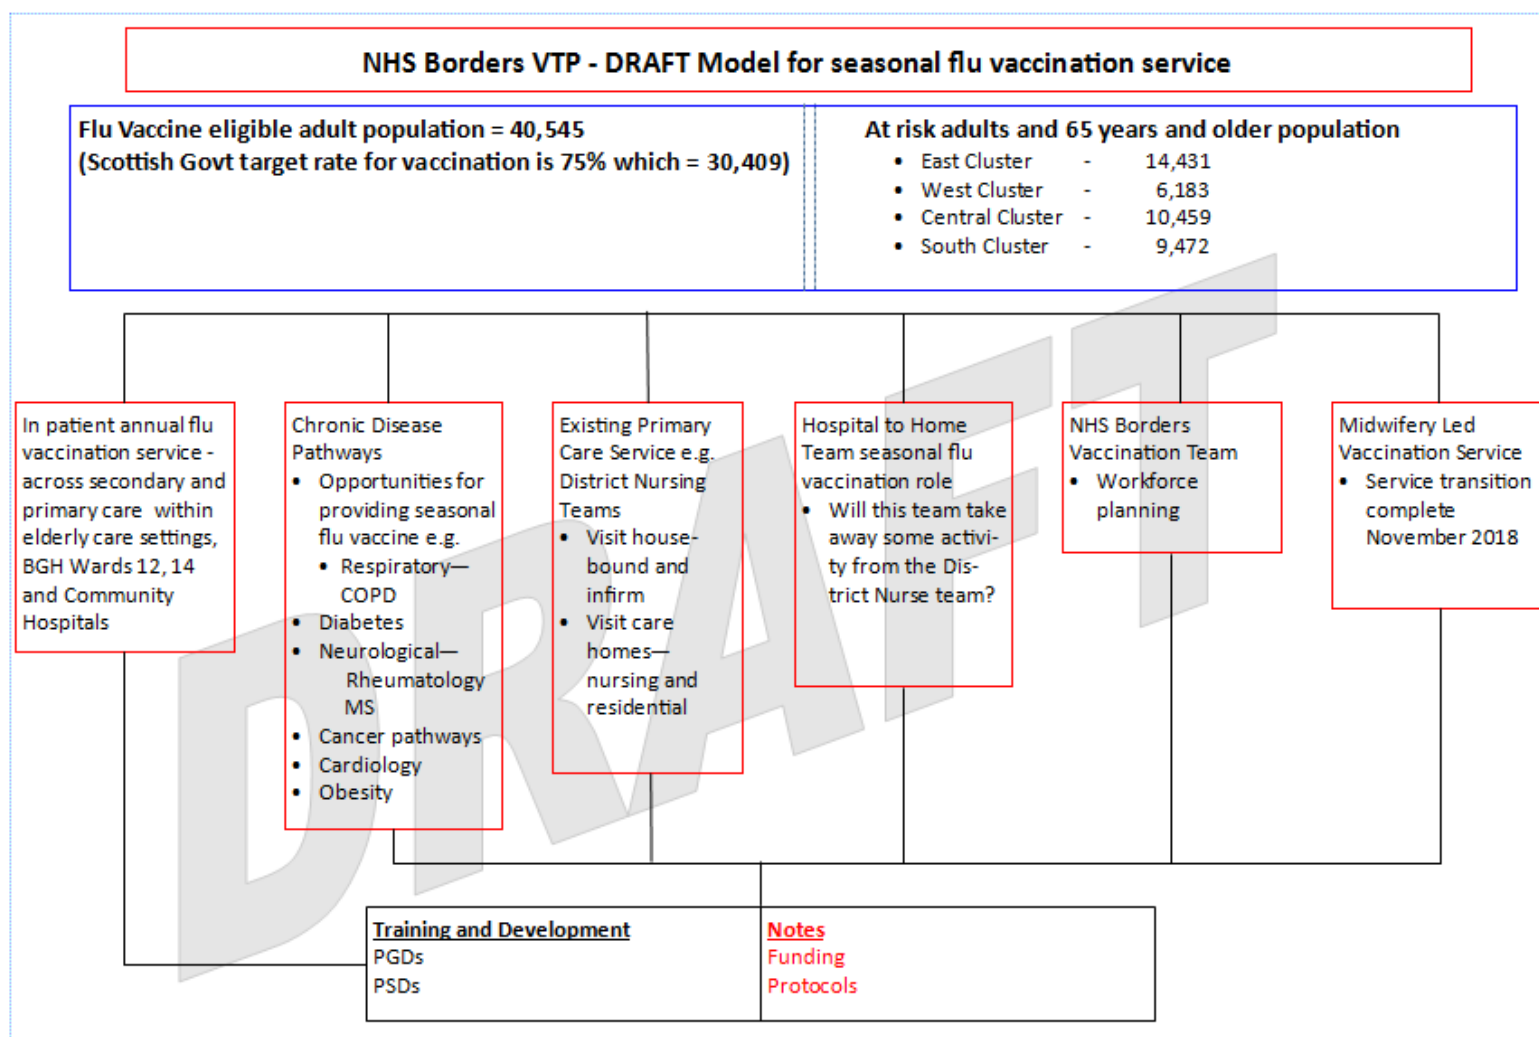 NHS Borders VTP - DRAFT Model for seasonal flu vaccination service
Flu Vaccine eligible adult population = 40,545
(Scottish Govt target rate for vaccination is 75% which = 30,409)
At risk adults and 65 years and older population
• East Cluster - 14,431
• West Cluster - 6,183
• Central Cluster - 10,459
• South Cluster - 9,472
In patient annual flu
vaccination service -
across secondary and
primary care within
elderly care settings,
BGH Wards 12, 14
and Community
Hospitals
Chronic Disease
Pathways
• Opportunities for
providing seasonal
flu vaccine e.g.
• Respiratory—
COPD
• Diabetes
• Neurological—
Rheumatology
MS
• Cancer pathways
• Cardiology
• Obesity
Existing Primary
Care Service e.g.
District Nursing
Teams
• Visit house-
bound and
infirm
• Visit care
homes—
nursing and
residential
Hospital to Home
Team seasonal flu
vaccination role
• Will this team take
away some activi-
ty from the Dis-
trict Nurse team?
NHS Borders
Vaccination Team
• Workforce
planning
Midwifery Led
Vaccination Service
• Service transition
complete
November 2018
Training and Development
PGDs
PSDs
Notes
Funding
Protocols
DRAFT